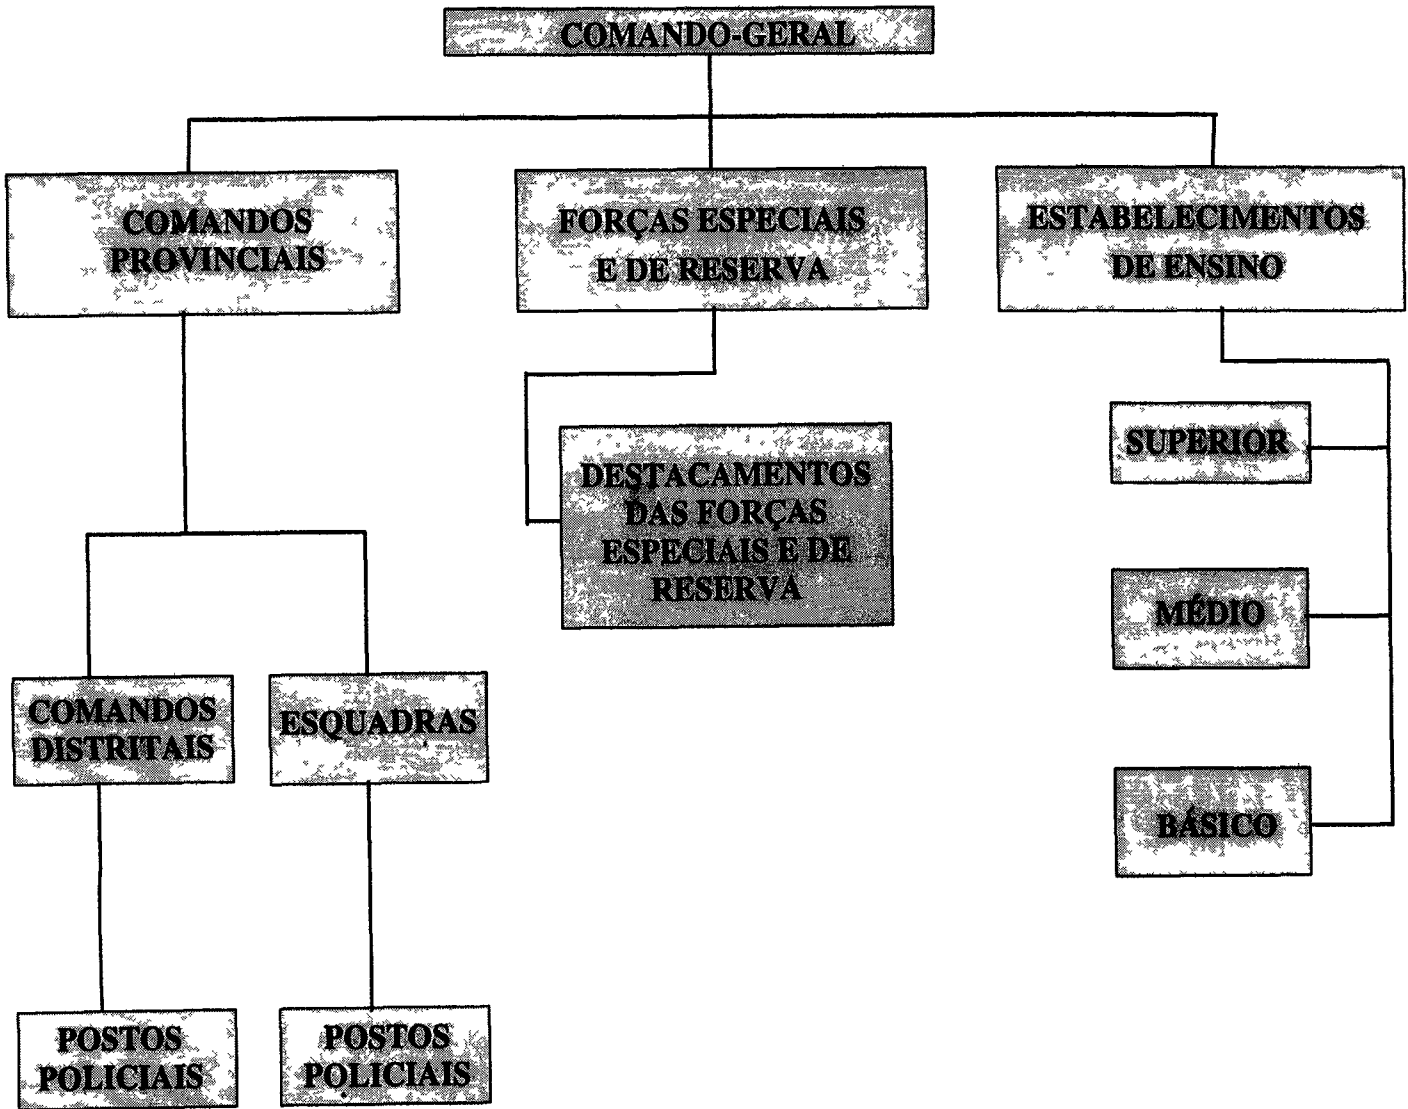 COMANDO-GERAL
COMANDOS
PROVINCIAIS
FORÇAS ESPECIAIS
E DE RESERVA
ESTABELECIMENTOS
DE ENSINO
SUPERIOR
DESTACAMENTOS
DAS FORÇAS
ESPECIAIS E DE
RESERVA
MÉDIO
COMANDOS
DISTRITAIS
ESQUADRAS
BÁSICO
POSTOS
POLICIAIS
POSTOS
POLICIAIS